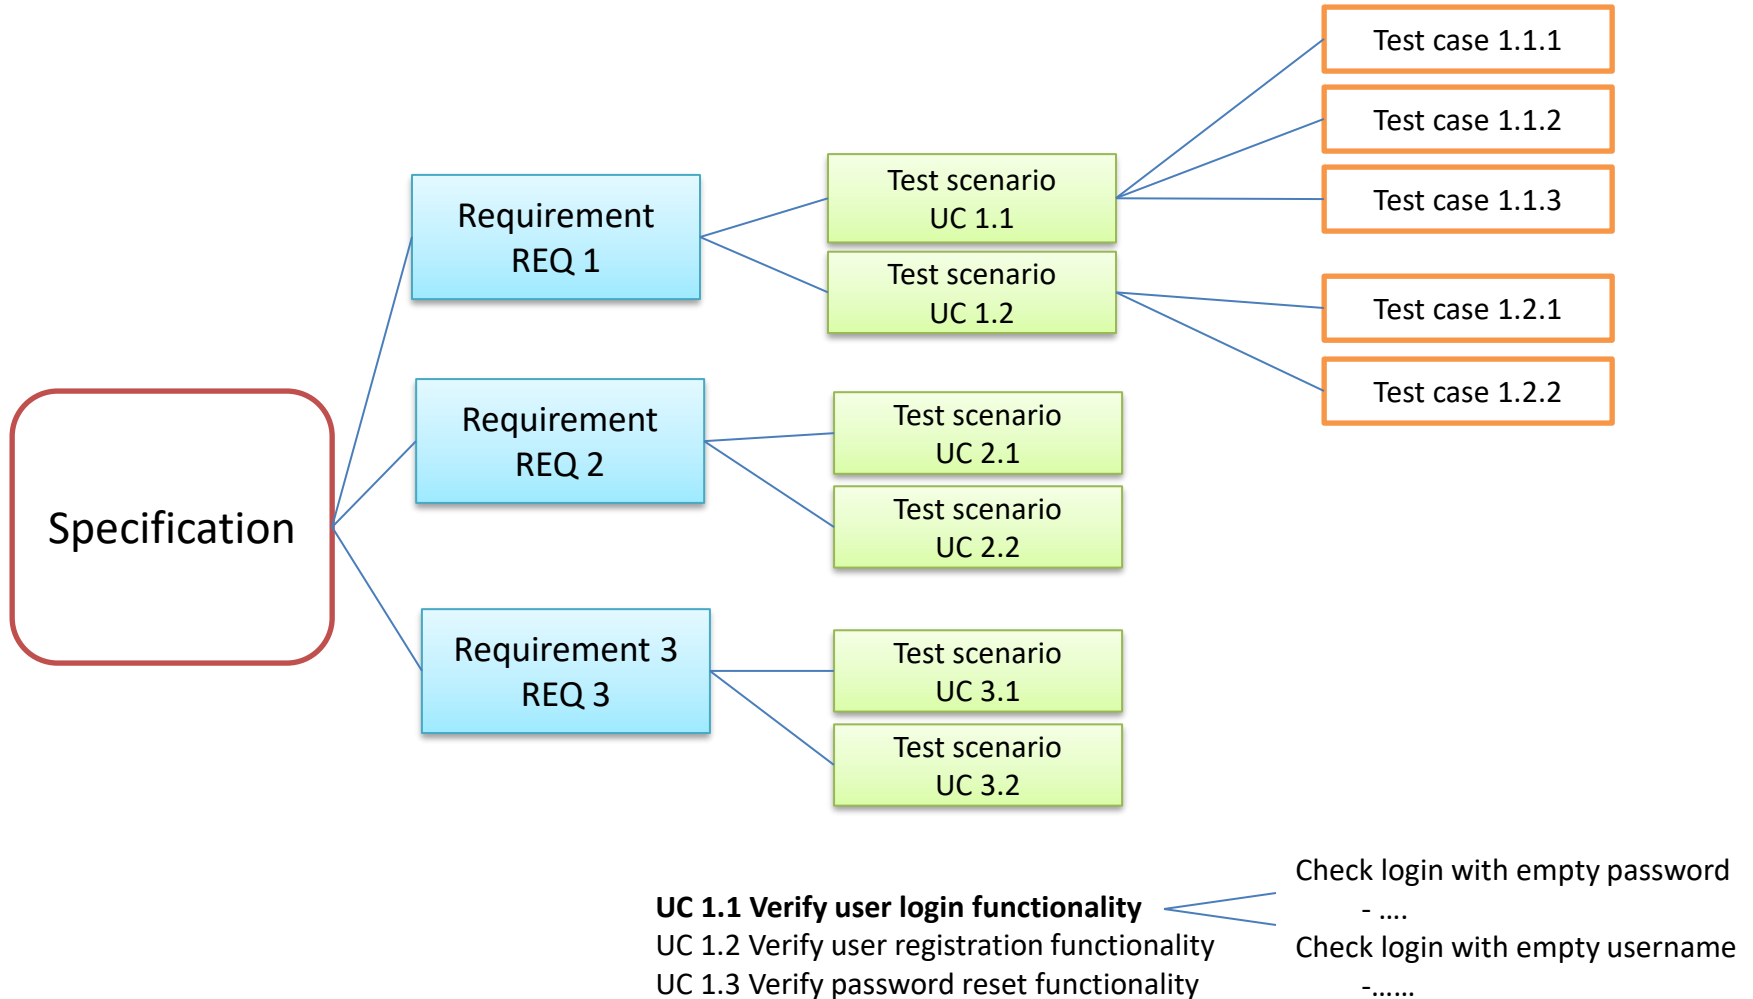 Specification
Requirement
REQ 1
Requirement
REQ 2
Requirement 3
REQ 3
Test scenario
UC 1.1
Test scenario
UC 1.2
Test scenario
UC 2.1
Test scenario
UC 2.2
Test scenario
UC 3.1
Test scenario
UC 3.2
Test case 1.1.1
Test case 1.1.2
Test case 1.1.3
Test case 1.2.1
Test case 1.2.2
UC 1.1 Verify user login functionality
UC 1.2 Verify user registration functionality
UC 1.3 Verify password reset functionality
Check login with empty password
- ....
Check login with empty username
-......